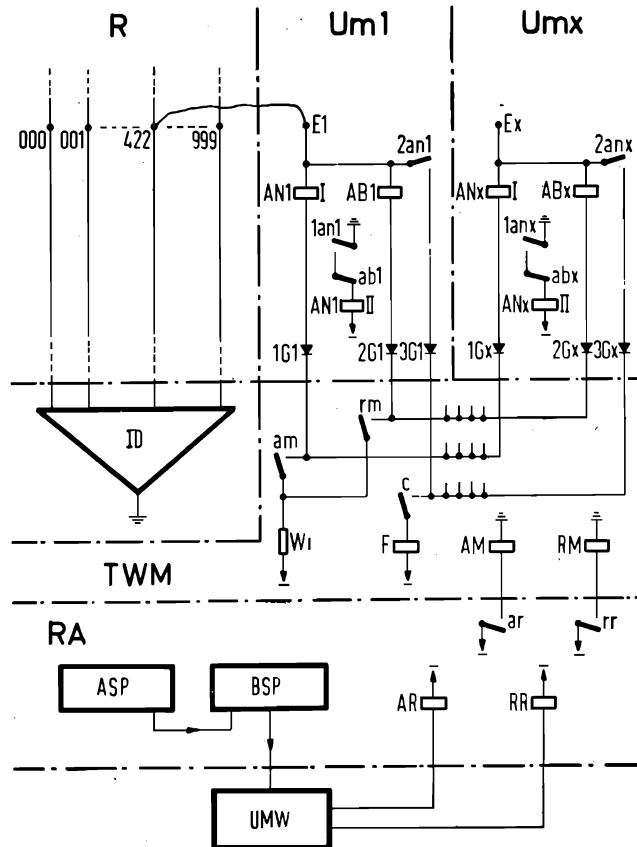 R Um1 Umx
E1 Ex
000 001 422 999 2an1 2anx
AN1 I AB1 ANx I ABx
1an1 1anx
ab1 abx
AN1 II ANx II
1G1 2G1 3G1 1Gx 2Gx 3Gx
rm
ID am
c
W1 F AM RM
TWM
RA ar rr
ASP BSP AR RR
UMW